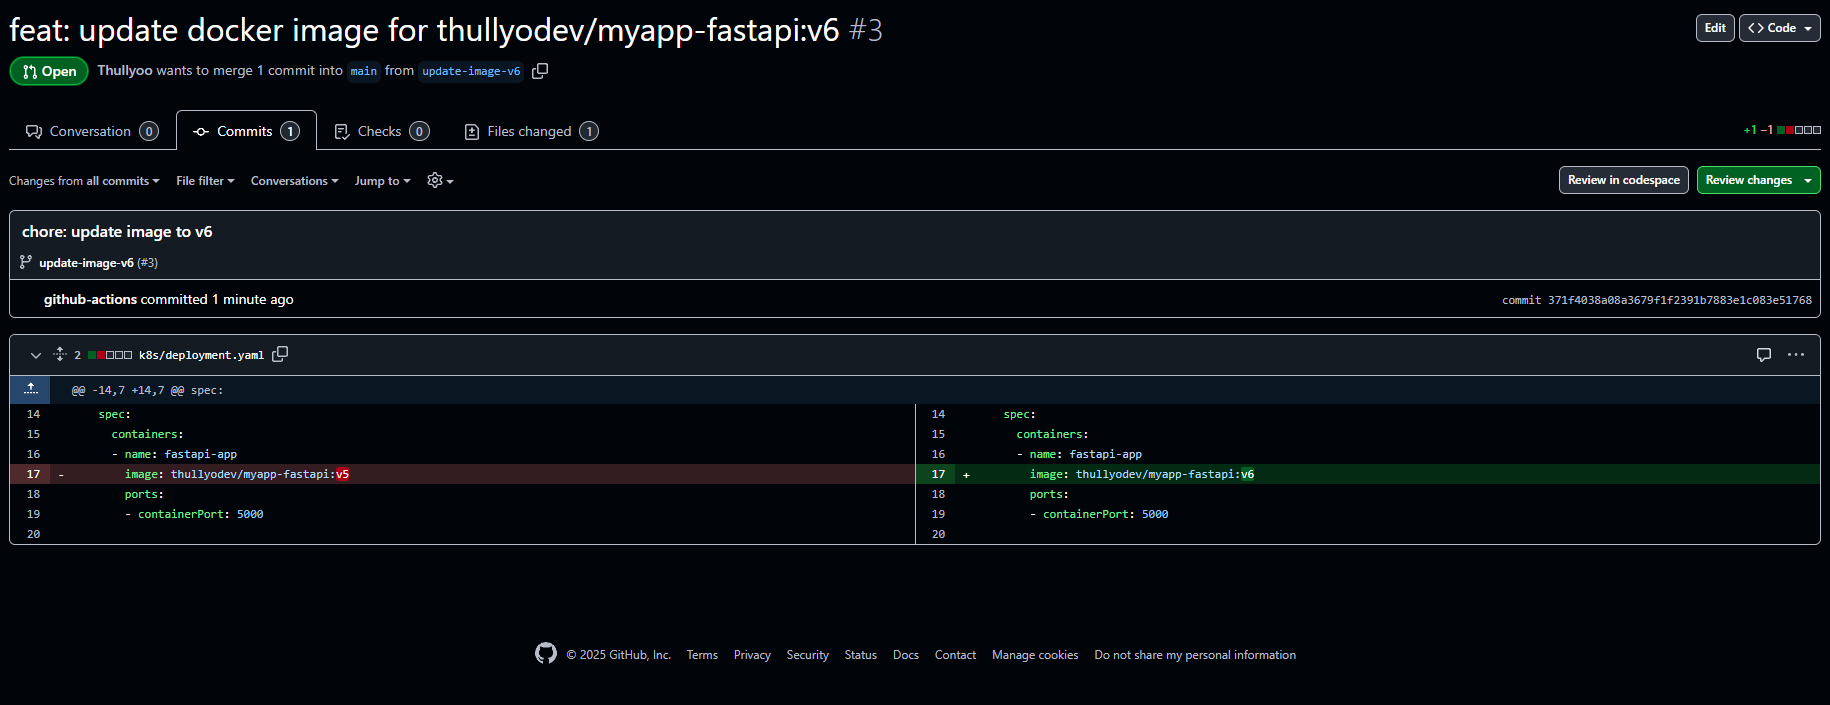 feat: update docker image for thullyodev/myapp-fastapi:v6 #3
Edit
Code
Open
Thullyoo wants to merge 1 commit into main from update-image-v6
Conversation 0
Commits 1
Checks 0
Files changed 1
+1 −1
Changes from all commits
File filter
Conversations
Jump to
Review in codespace
Review changes
chore: update image to v6
update-image-v6 (#3)
github-actions committed 1 minute ago
commit 371f4038a08a3679f1f2391b7883e1c083e51768
2 k8s/deployment.yaml
@@ -14,7 +14,7 @@ spec:
14 spec:
15 containers:
16 - name: fastapi-app
17 - image: thullyodev/myapp-fastapi:v5
18 ports:
19 - containerPort: 5000
20
14 spec:
15 containers:
16 - name: fastapi-app
17 + image: thullyodev/myapp-fastapi:v6
18 ports:
19 - containerPort: 5000
20
© 2025 GitHub, Inc. Terms Privacy Security Status Docs Contact Manage cookies Do not share my personal information